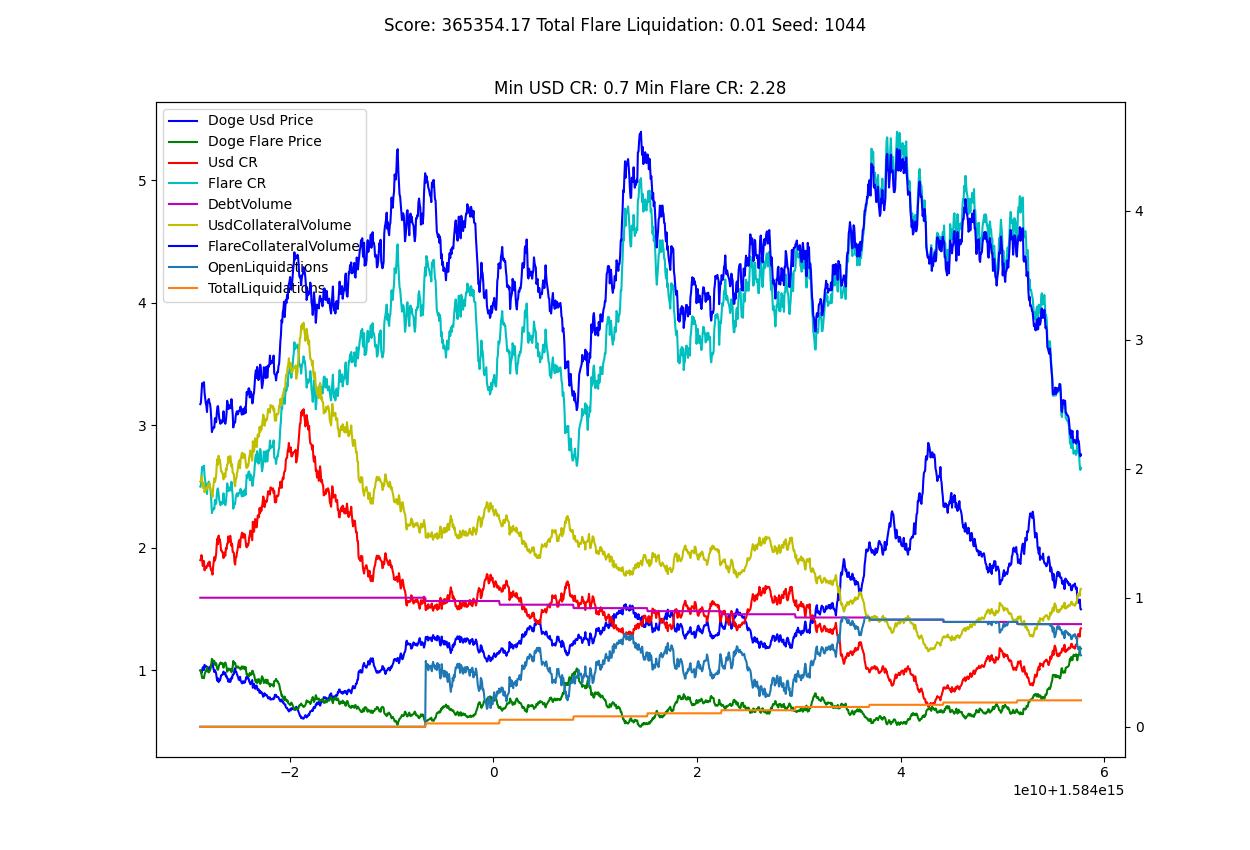 Score: 365354.17 Total Flare Liquidation: 0.01 Seed: 1044
Min USD CR: 0.7 Min Flare CR: 2.28
Doge Usd Price
Doge Flare Price
Usd CR
Flare CR
DebtVolume
UsdCollateralVolume
FlareCollateralVolume
OpenLiquidations
TotalLiquidations
5
4
3
2
1
4
3
2
1
0
−2
0
2
4
6
1e10+1.584e15